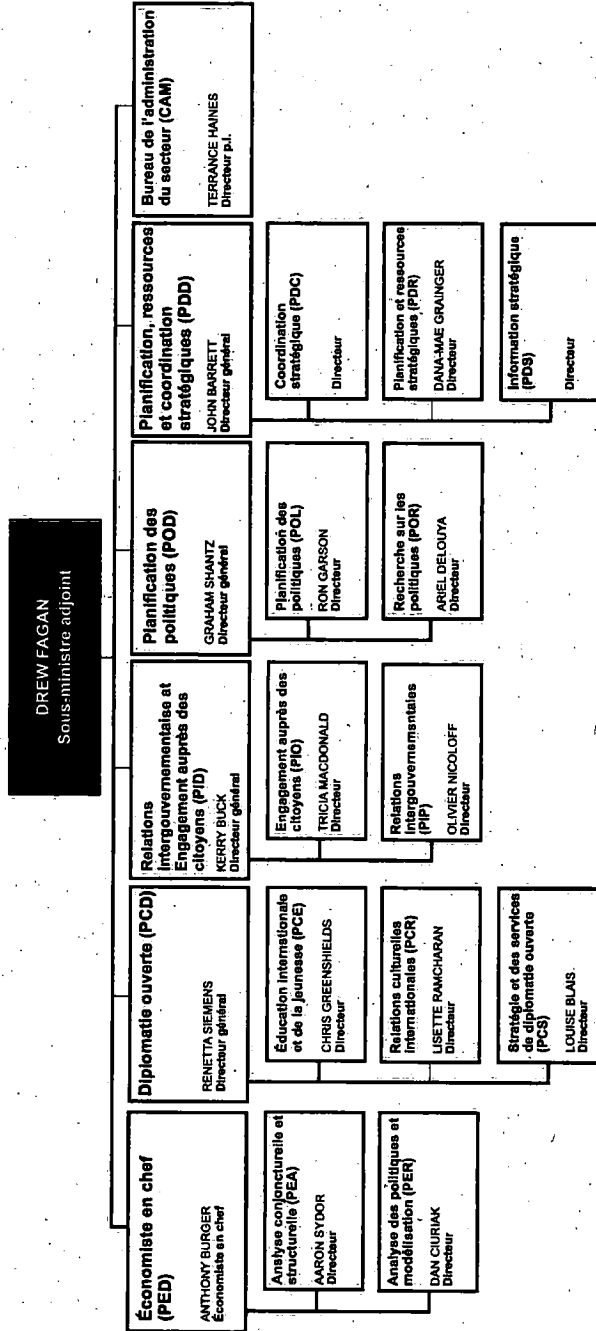 DREW FAGAN
Sous-ministre adjoint
Économiste en chef
(PED)
ANTHONY BURGER
Économiste en chef
Analyse conjoncturelle et
structurelle (PEA)
AARON SYDOR
Directeur
Analyse des politiques et
modélisation (PER)
DAN CIURIAK
Directeur
Diplomatie ouverte (PCD)
RENETTA SIEMENS
Directeur général
Éducation internationale
et de la jeunesse (PCE)
CHRIS GREENSHIELDS
Directeur
Relations culturelles
internationales (PCR)
LISETTE RAMCHARAN
Directeur
Stratégie et des services
de diplomatie ouverte
(PCS)
LOUISE BLAIS
Directeur
Relations
intergouvernementalse et
Engagement auprès des
citoyens (PID)
KERRY BUCK
Directeur général
Engagement auprès des
citoyens (PIO)
TRICIA MACDONALD
Directeur
Relations
intergouvernemsntales
(PIP)
OLIVIER NICOLOFF
Directeur
Planification des
politiques (POD)
GRAHAM SHANTZ
Directeur général
Planification des
politiques (POL)
RON GARSON
Directeur
Recherche sur les
politiques (POR)
ARIEL DELOUYA
Directeur
Planification, ressources
et coordination
stratégiques (PDD)
JOHN BARRETT
Directeur général
Coordination
stratégique (PDC)
Directeur
Planification et ressources
stratégiques (PDR)
DANA-MAE GRAINGER
Directeur
Information stratégique
(PDS)
Directeur
Bureau de l'administration
du secteur (CAM)
TERRANCE HAINES
Directeur p.I.